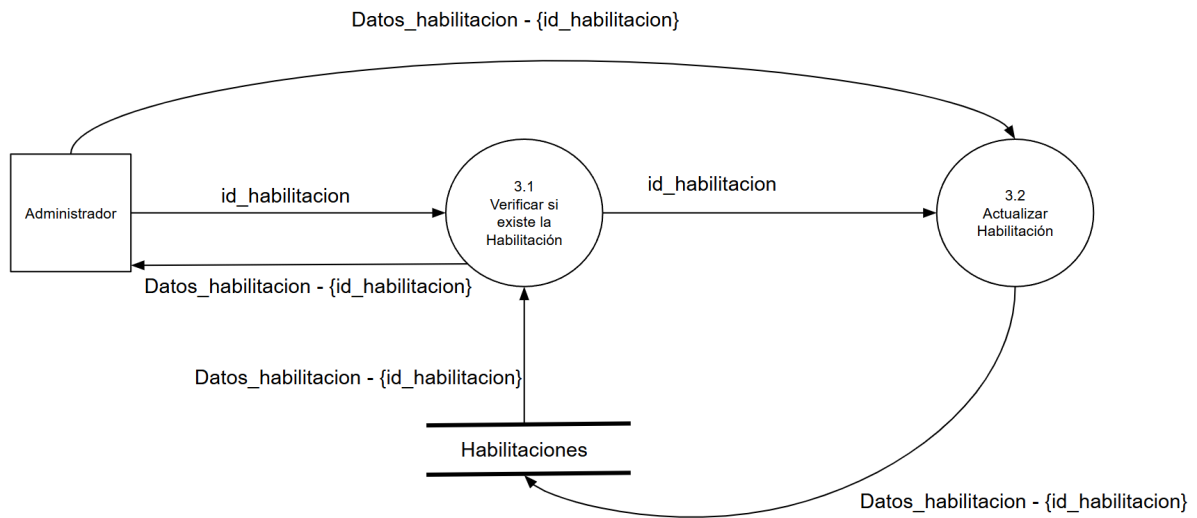 Datos_habilitacion - {id_habilitacion}
Administrador
id_habilitacion
3.1
Verificar si
existe la
Habilitación
id_habilitacion
3.2
Actualizar
Habilitación
Datos_habilitacion - {id_habilitacion}
Datos_habilitacion - {id_habilitacion}
Habilitaciones
Datos_habilitacion - {id_habilitacion}